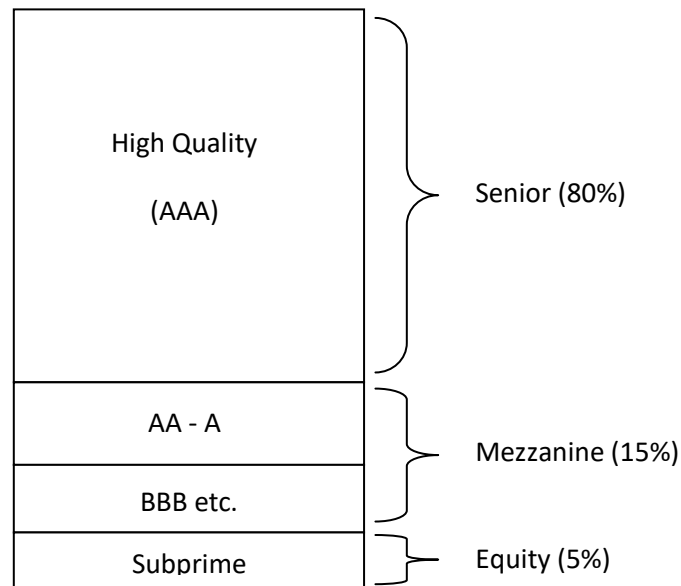 High Quality
(AAA)
Senior (80%)
AA - A
Mezzanine (15%)
BBB etc.
Subprime
Equity (5%)